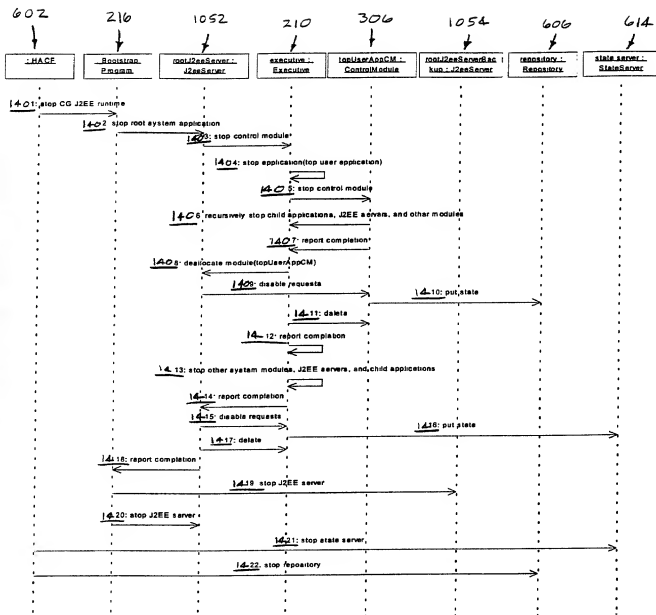 602 216 1052 210 306 1054 606 614
: HACF
Bootstrap Program
rootJ2eeServer : J2eeServer
executive : Executive
topUserAppCM : ControlModule
rootJ2eeServerBac kup : J2eeServer
repository : Repository
state server : StateServer
1401: stop CG J2EE runtime
1402 stop root system application
1403: stop control module
1404: stop application(top user application)
1405: stop control module
1406 recursively stop child applications, J2EE servers, and other modules
1407 report completion
1408 deallocate module(topUserAppCM)
1409 disable requests
1410: put state
1411: delete
1412: report completion
1413: stop other system modules, J2EE servers, and child applications
1414 report completion
1415 disable requests
1416: put state
1417: delete
1418: report completion
1419 stop J2EE server
1420: stop J2EE server
1421: stop state server
1422. stop repository